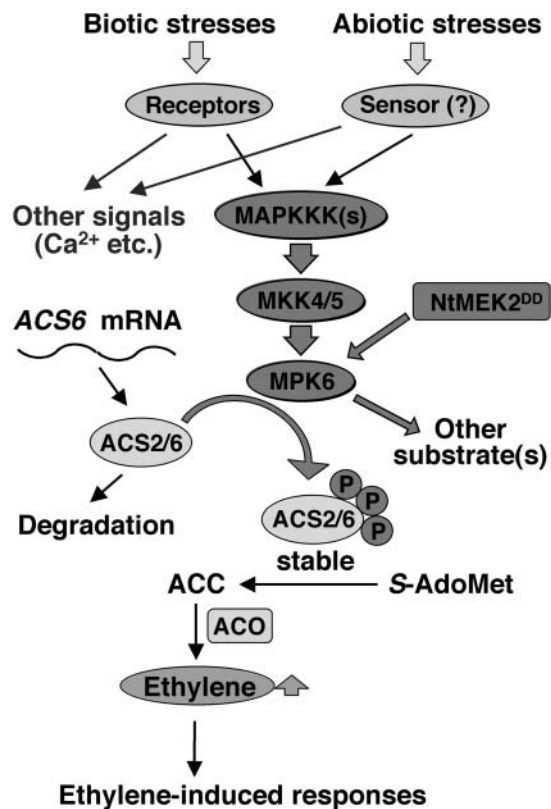 Biotic stresses
Abiotic stresses
Receptors
Sensor (?)
Other signals
(Ca²⁺ etc.)
MAPKKK(s)
MKK4/5
NtMEK2ᴰᴰ
ACS6 mRNA
MPK6
Other
substrate(s)
ACS2/6
Degradation
P
P
P
ACS2/6
stable
ACC
S-AdoMet
ACO
Ethylene
Ethylene-induced responses